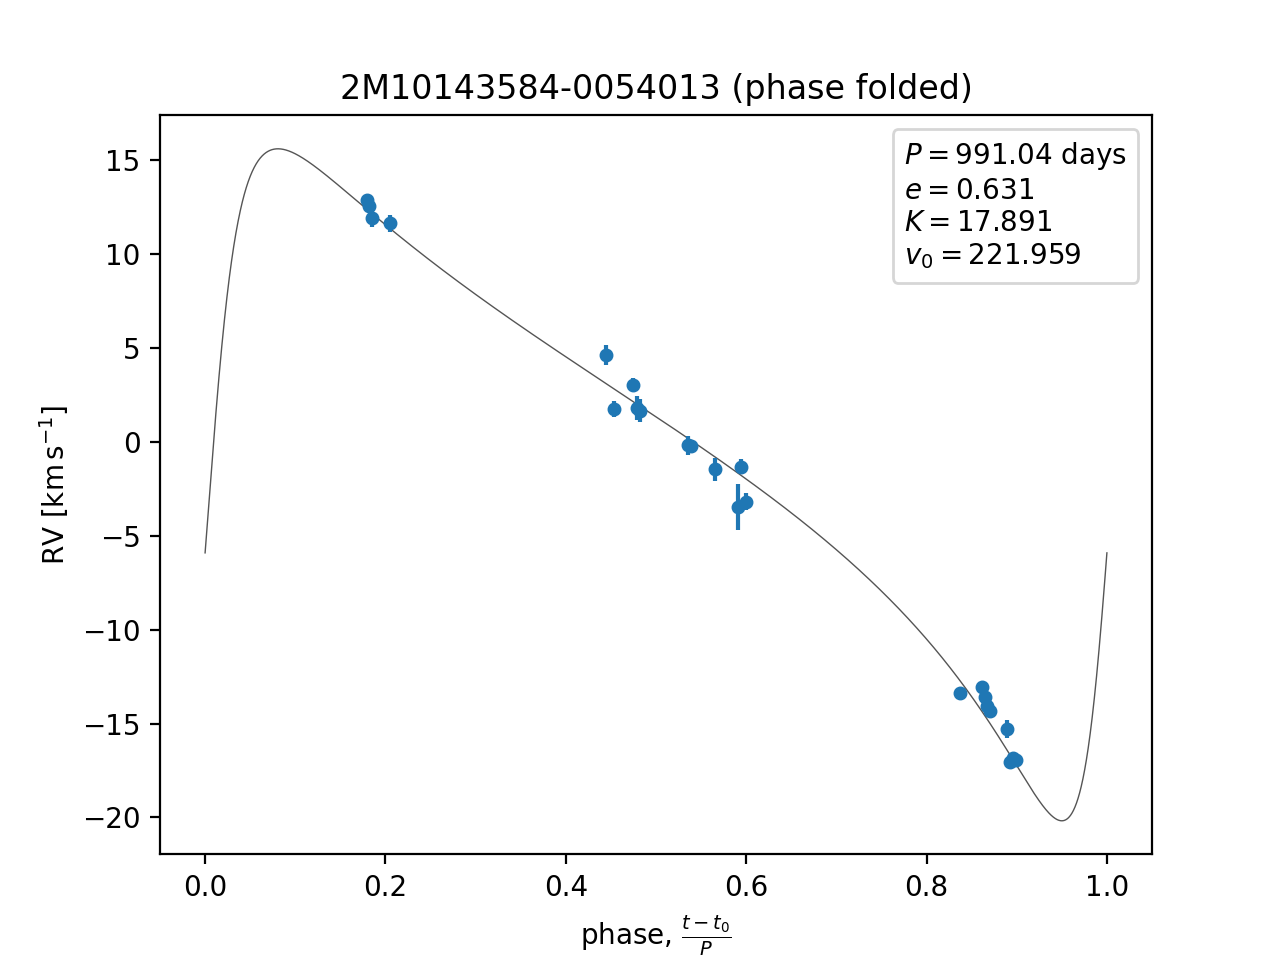 2M10143584-0054013 (phase folded)
P = 991.04 days
e = 0.631
K = 17.891
v₀ = 221.959
15
10
5
0
−5
−10
−15
−20
RV [km s⁻¹]
0.0 0.2 0.4 0.6 0.8 1.0
phase, (t − t₀)/P